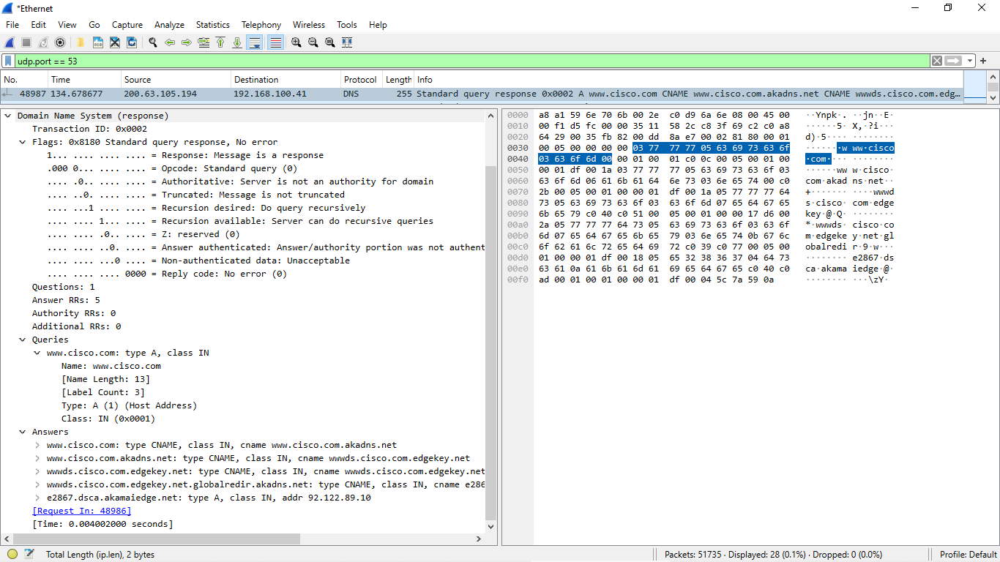 *Ethernet
File Edit View Go Capture Analyze Statistics Telephony Wireless Tools Help
udp.port == 53
No. Time Source Destination Protocol Length Info
48987 134.678677 200.63.105.194 192.168.100.41 DNS 255 Standard query response 0x0002 A www.cisco.com CNAME www.cisco.com.akadns.net CNAME wwwds.cisco.com.edg…
Domain Name System (response)
Transaction ID: 0x0002
Flags: 0x8180 Standard query response, No error
1... .... .... .... = Response: Message is a response
.000 0... .... .... = Opcode: Standard query (0)
.... .0.. .... .... = Authoritative: Server is not an authority for domain
.... ..0. .... .... = Truncated: Message is not truncated
.... ...1 .... .... = Recursion desired: Do query recursively
.... .... 1... .... = Recursion available: Server can do recursive queries
.... .... .0.. .... = Z: reserved (0)
.... .... ..0. .... = Answer authenticated: Answer/authority portion was not authent
.... .... ...0 .... = Non-authenticated data: Unacceptable
.... .... .... 0000 = Reply code: No error (0)
Questions: 1
Answer RRs: 5
Authority RRs: 0
Additional RRs: 0
Queries
www.cisco.com: type A, class IN
Name: www.cisco.com
[Name Length: 13]
[Label Count: 3]
Type: A (1) (Host Address)
Class: IN (0x0001)
Answers
www.cisco.com: type CNAME, class IN, cname www.cisco.com.akadns.net
www.cisco.com.akadns.net: type CNAME, class IN, cname wwwds.cisco.com.edgekey.net
wwwds.cisco.com.edgekey.net: type CNAME, class IN, cname wwwds.cisco.com.edgekey.net
wwwds.cisco.com.edgekey.net.globalredir.akadns.net: type CNAME, class IN, cname e286
e2867.dsca.akamaiedge.net: type A, class IN, addr 92.122.89.10
[Request In: 48986]
[Time: 0.004002000 seconds]
0000 a8 a1 59 6e 70 6b 00 2e c0 d9 6a 6e 08 00 45 00 ··Ynpk·. ··jn··E·
0010 00 f1 d5 fc 00 00 35 11 58 2c c8 3f 69 c2 c0 a8 ······5· X,·?i···
0020 64 29 00 35 fb 82 00 dd 8a e7 00 02 81 80 00 01 d)·5···· ········
0030 00 05 00 00 00 00 03 77 77 77 05 63 69 73 63 6f ·······w ww·cisco
0040 03 63 6f 6d 00 00 01 00 01 c0 0c 00 05 00 01 00 ·com···· ········
0050 00 01 df 00 1a 03 77 77 77 05 63 69 73 63 6f 03 ······ww w·cisco·
0060 63 6f 6d 06 61 6b 61 64 6e 73 03 6e 65 74 00 c0 com·akad ns·net··
0070 2b 00 05 00 01 00 00 01 df 00 1a 05 77 77 77 64 +······· ····wwwd
0080 73 05 63 69 73 63 6f 03 63 6f 6d 07 65 64 67 65 s·cisco· com·edge
0090 6b 65 79 c0 40 c0 51 00 05 00 01 00 00 17 d6 00 key·@·Q· ········
00a0 2a 05 77 77 77 64 73 05 63 69 73 63 6f 03 63 6f *·wwwds· cisco·co
00b0 6d 07 65 64 67 65 6b 65 79 03 6e 65 74 0b 67 6c m·edgeke y·net·gl
00c0 6f 62 61 6c 72 65 64 69 72 c0 39 c0 77 00 05 00 obalredi r·9·w···
00d0 01 00 00 01 df 00 18 05 65 32 38 36 37 04 64 73 ········ e2867·ds
00e0 63 61 0a 61 6b 61 6d 61 69 65 64 67 65 c0 40 c0 ca·akama iedge·@·
00f0 ad 00 01 00 01 00 00 01 df 00 04 5c 7a 59 0a ········ ···\zY·
Total Length (ip.len), 2 bytes
Packets: 51735 · Displayed: 28 (0.1%) · Dropped: 0 (0.0%)
Profile: Default